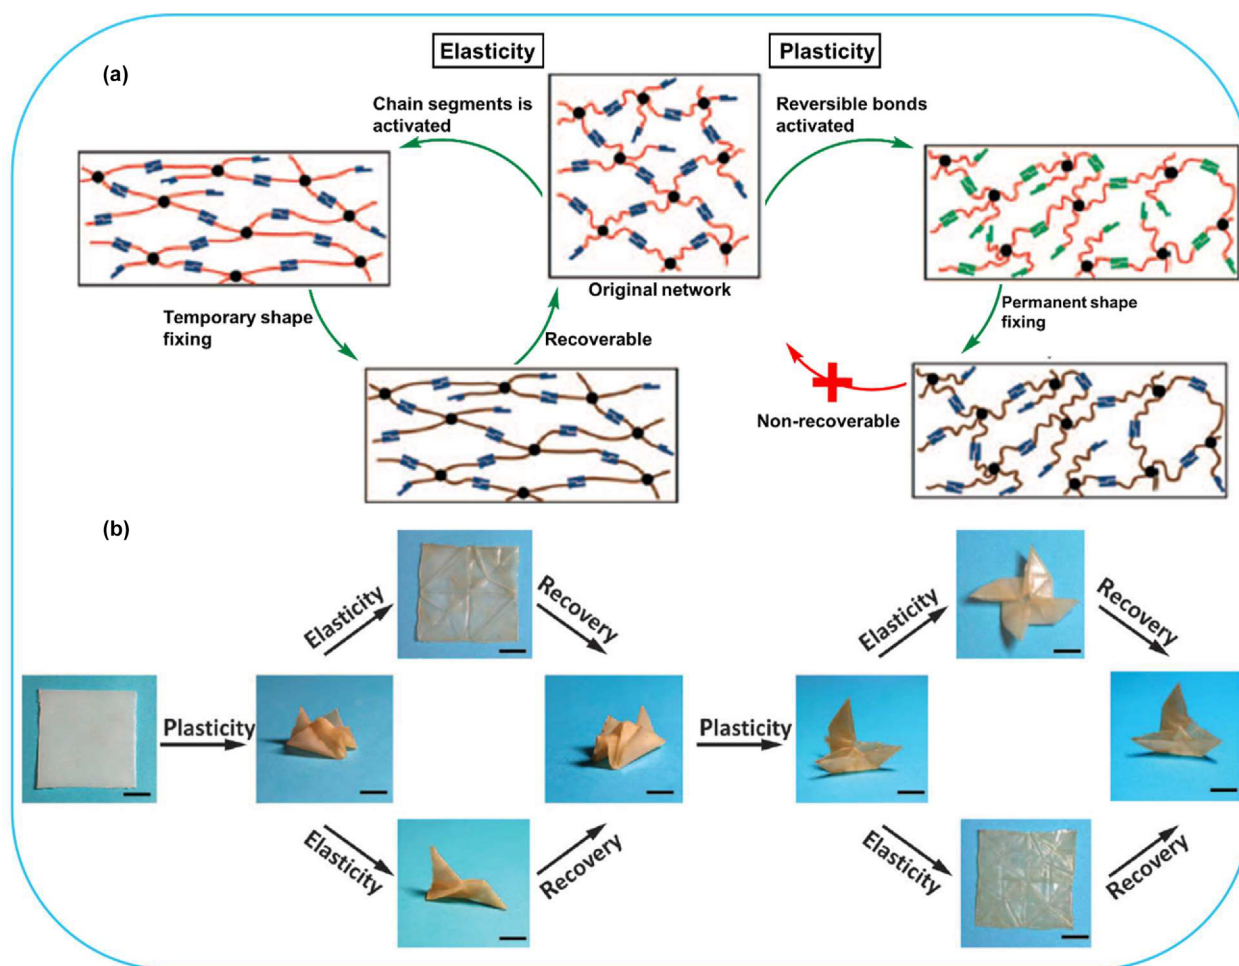 (a)
Elasticity
Plasticity
Chain segments is
activated
Reversible bonds
activated
Original network
Temporary shape
fixing
Recoverable
Permanent shape
fixing
Non-recoverable
(b)
Plasticity
Elasticity
Recovery
Elasticity
Recovery
Plasticity
Elasticity
Recovery
Elasticity
Recovery